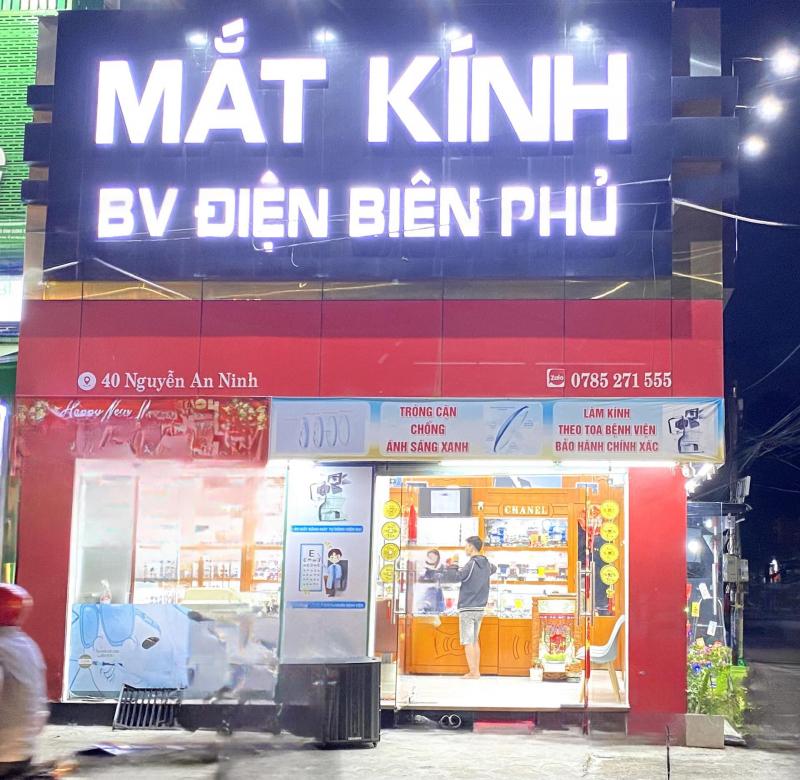 MẮT KÍNH
BV ĐIỆN BIÊN PHỦ
40 Nguyễn An Ninh
Zalo 0785 271 555
Happy New
TRÒNG CẬN
CHỐNG
ÁNH SÁNG XANH
LÀM KÍNH
THEO TOA BỆNH VIỆN
BẢO HÀNH CHÍNH XÁC
CHANEL
E